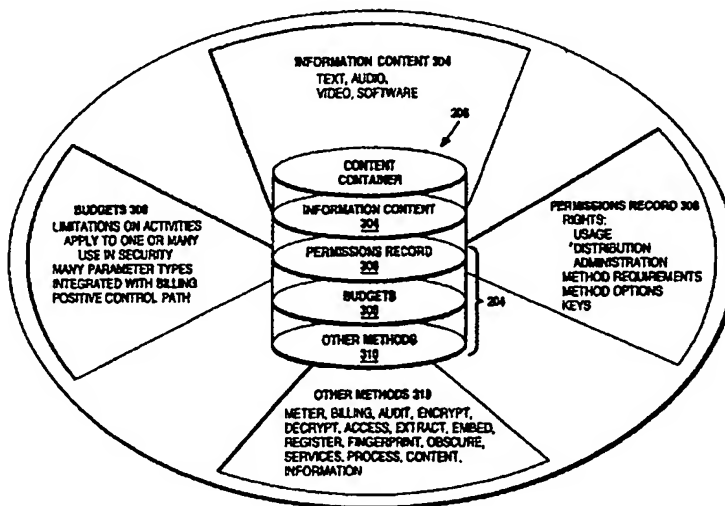 INFORMATION CONTENT 304
TEXT, AUDIO,
VIDEO, SOFTWARE
206
CONTENT
CONTAINER
INFORMATION CONTENT
304
PERMISSIONS RECORD
308
BUDGETS
308
OTHER METHODS
310
204
BUDGETS 308
LIMITATIONS ON ACTIVITIES
APPLY TO ONE OR MANY
USE IN SECURITY
MANY PARAMETER TYPES
INTEGRATED WITH BILLING
POSITIVE CONTROL PATH
PERMISSIONS RECORD 308
RIGHTS:
USAGE
"DISTRIBUTION
ADMINISTRATION
METHOD REQUIREMENTS
METHOD OPTIONS
KEYS
OTHER METHODS 310
METER, BILLING, AUDIT, ENCRYPT,
DECRYPT, ACCESS, EXTRACT, EMBED,
REGISTER, FINGERPRINT, OBSCURE,
SERVICES, PROCESS, CONTENT,
INFORMATION